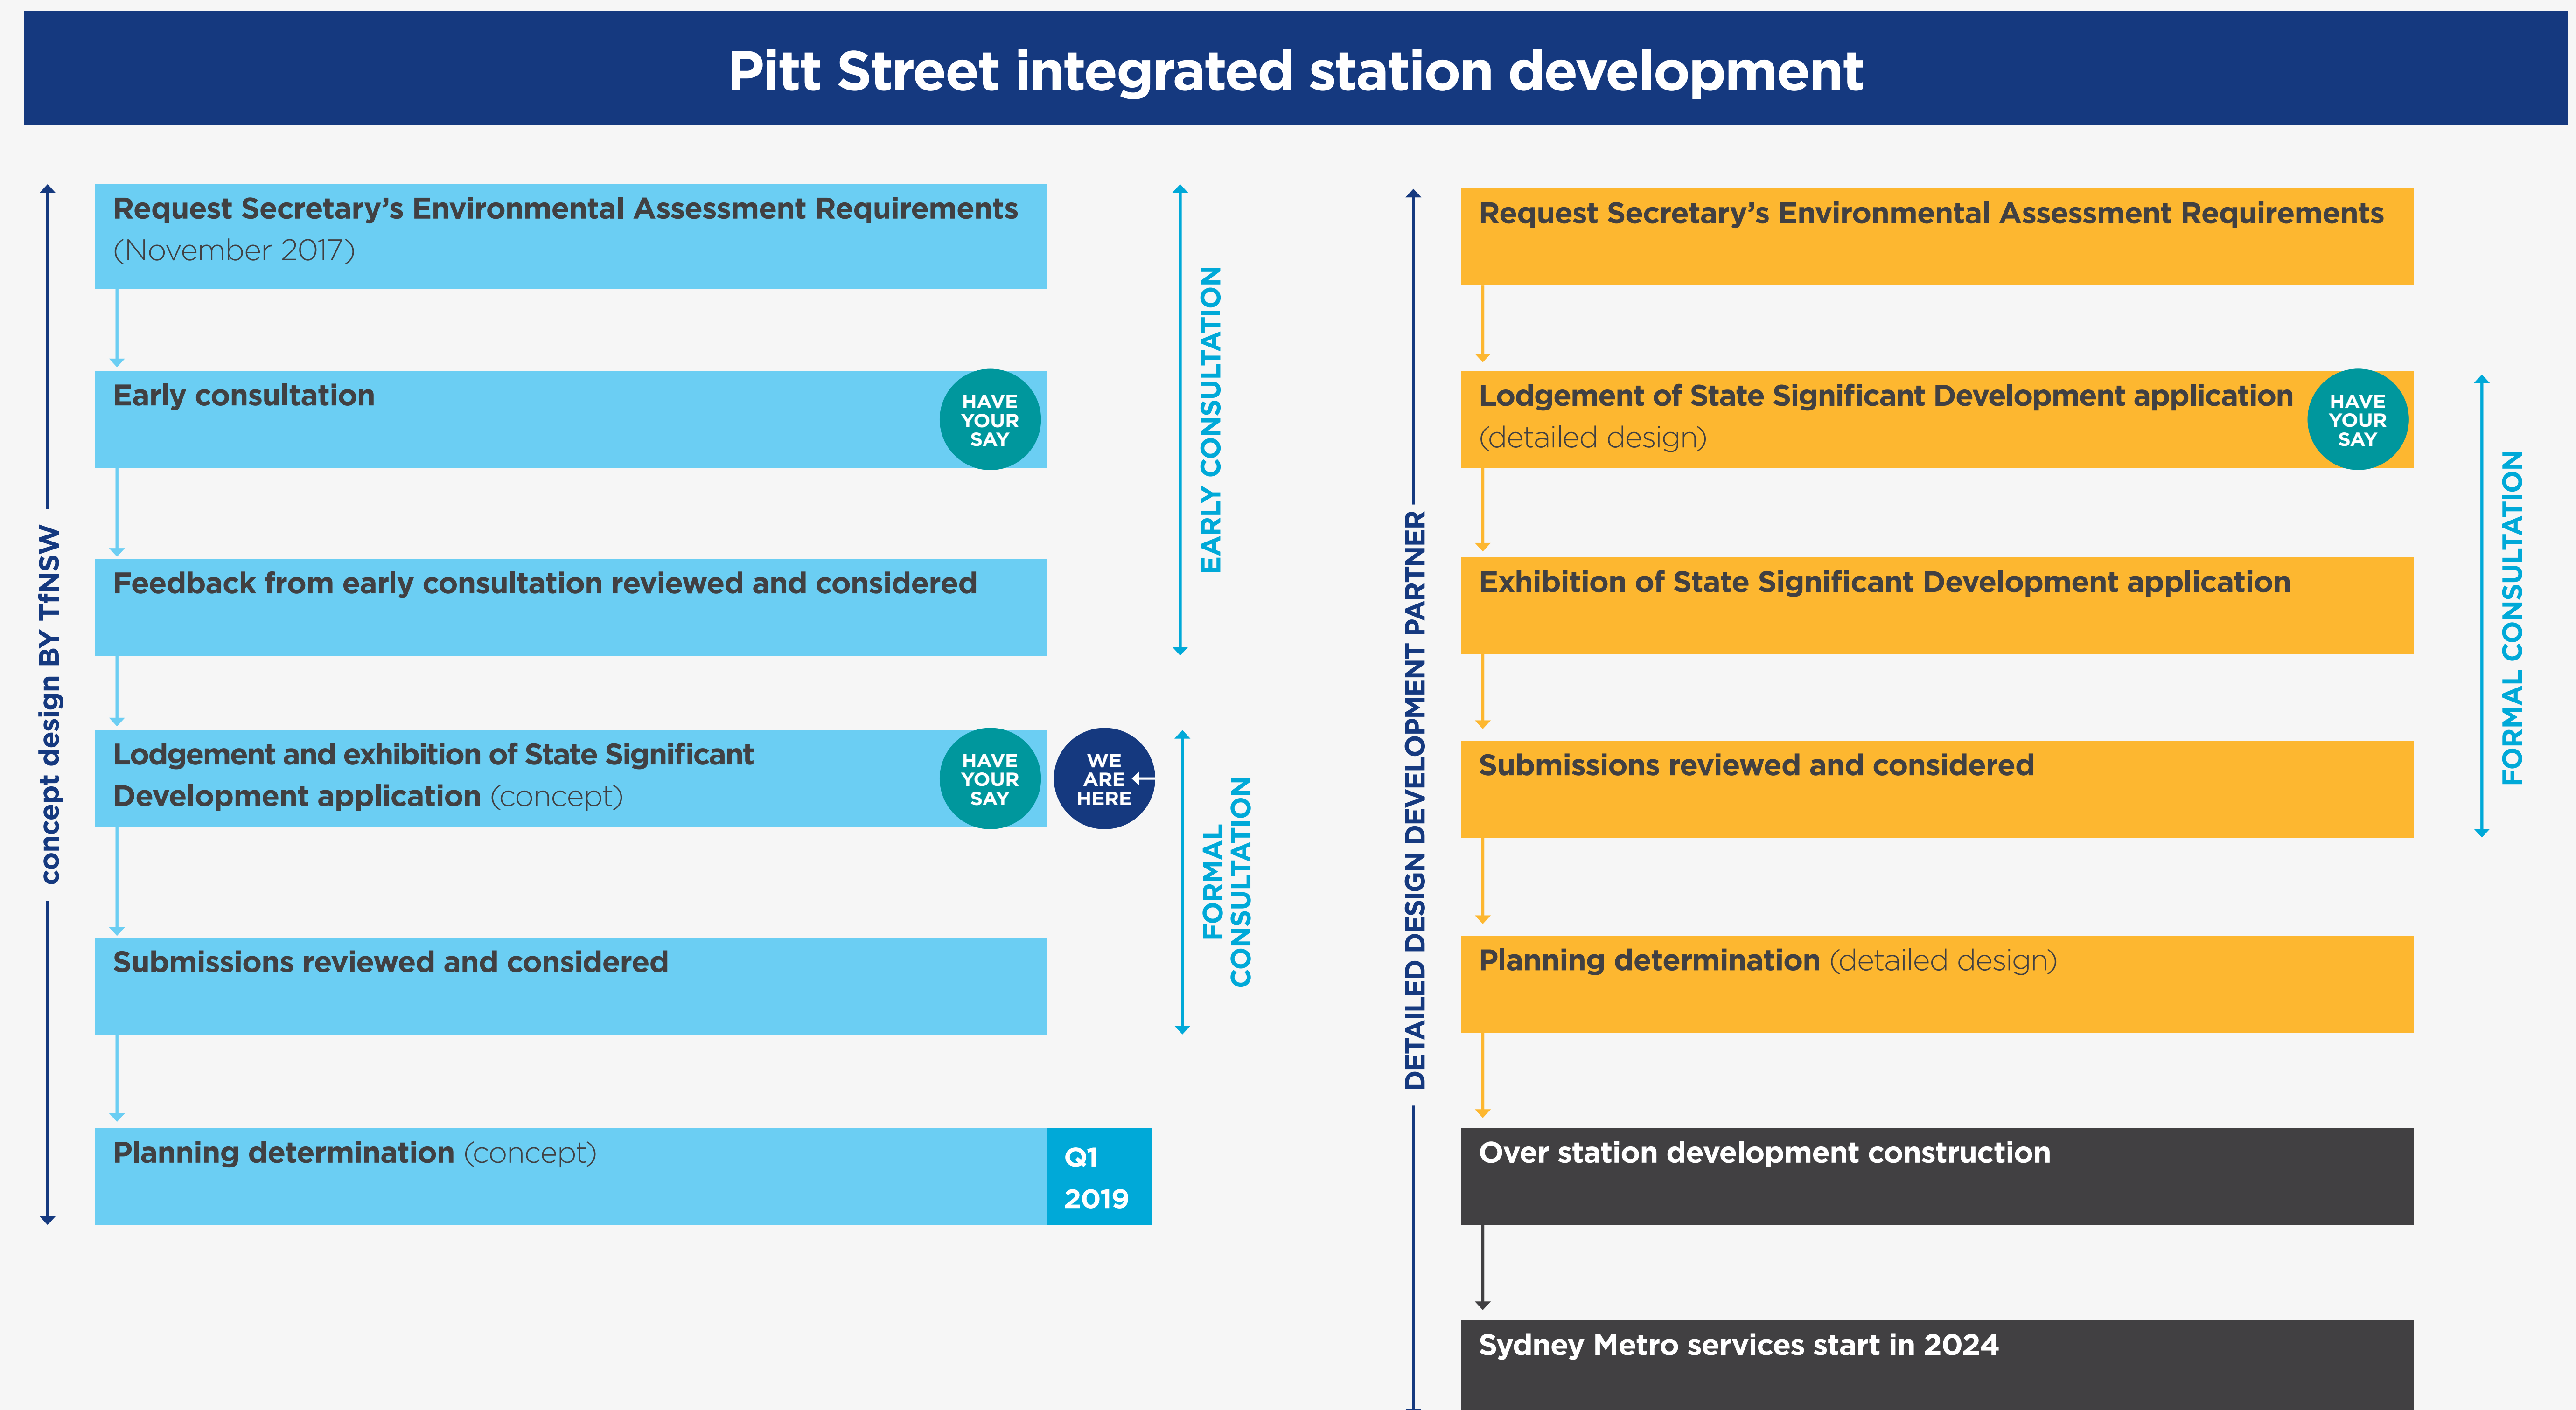 Pitt Street integrated station development
concept design BY TfNSW
Request Secretary’s Environmental Assessment Requirements
(November 2017)
Early consultation
HAVE
YOUR
SAY
Feedback from early consultation reviewed and considered
EARLY CONSULTATION
Lodgement and exhibition of State Significant
Development application (concept)
HAVE
YOUR
SAY
WE
ARE
HERE
Submissions reviewed and considered
FORMAL
CONSULTATION
Planning determination (concept)
Q1
2019
DETAILED DESIGN DEVELOPMENT PARTNER
Request Secretary’s Environmental Assessment Requirements
Lodgement of State Significant Development application
(detailed design)
HAVE
YOUR
SAY
Exhibition of State Significant Development application
Submissions reviewed and considered
FORMAL CONSULTATION
Planning determination (detailed design)
Over station development construction
Sydney Metro services start in 2024